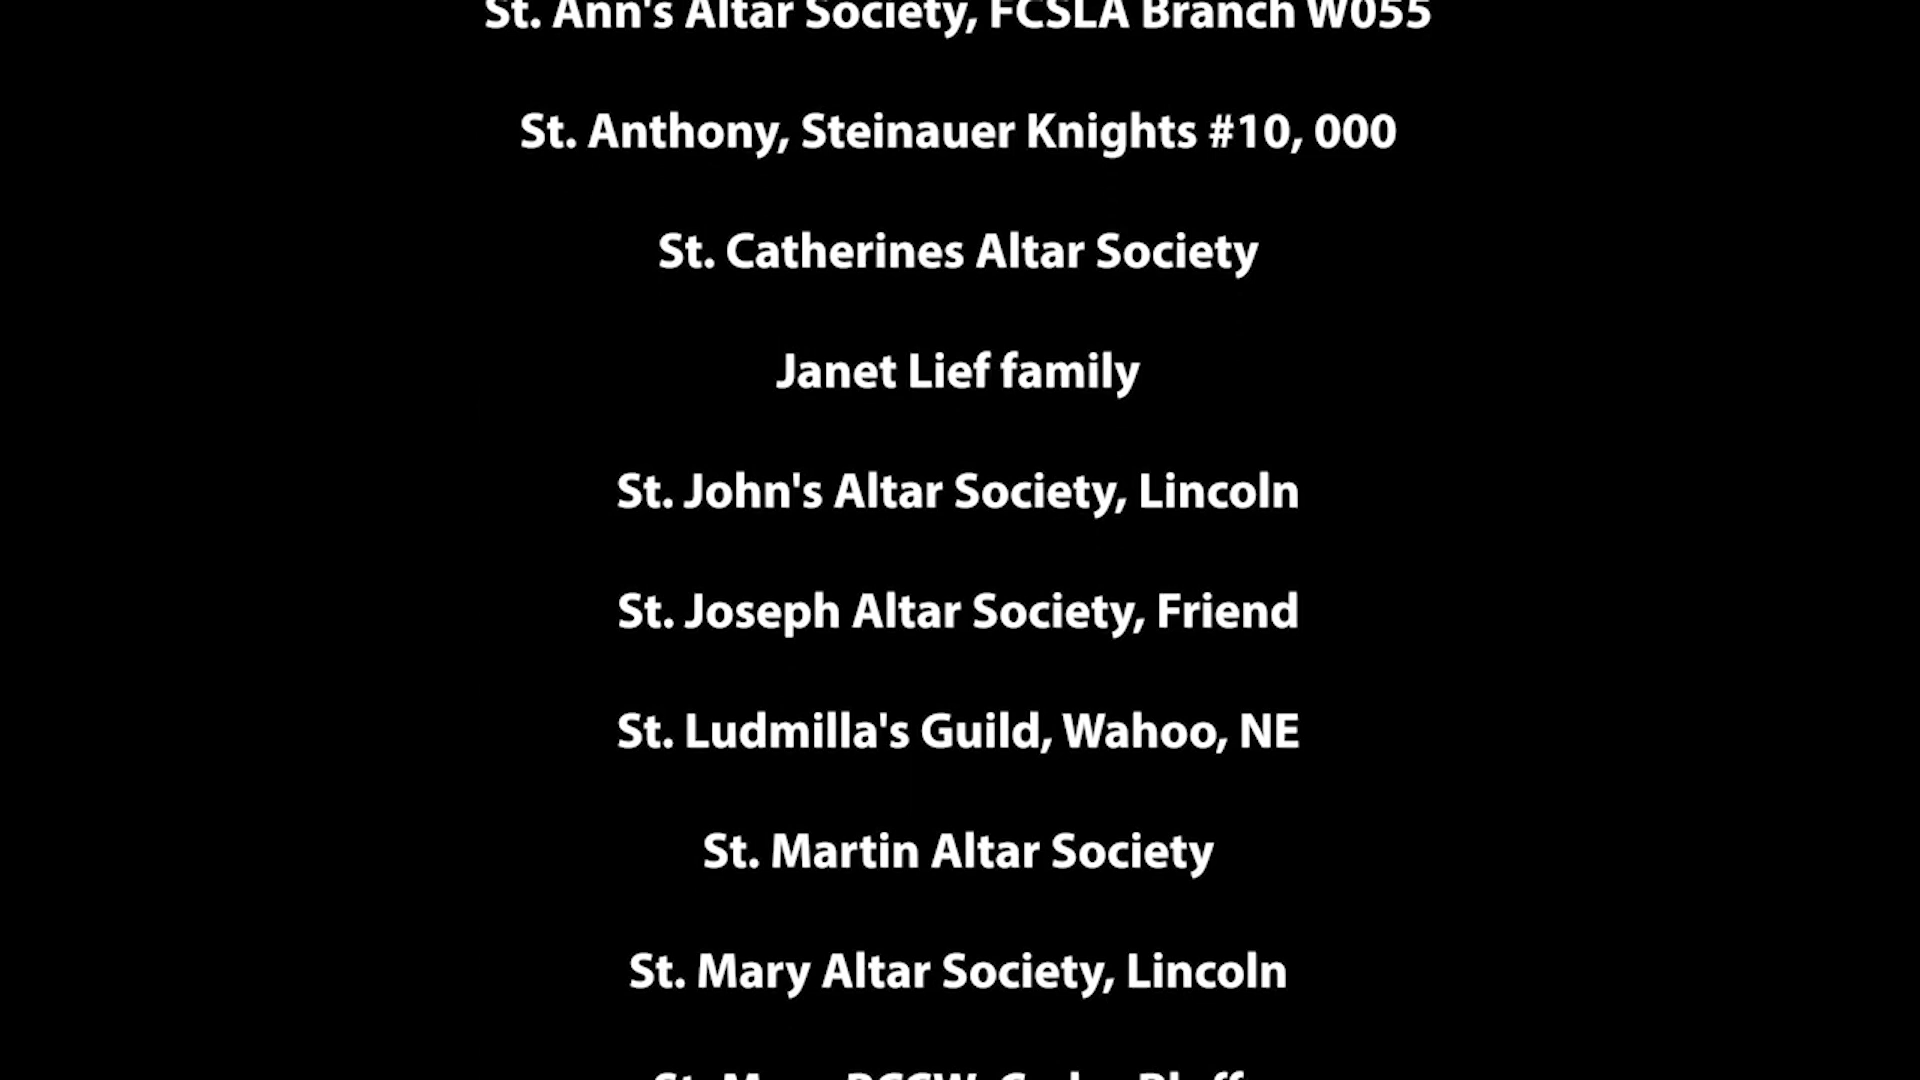 St. Ann's Altar Society, FCSLA Branch W055
St. Anthony, Steinauer Knights #10, 000
St. Catherines Altar Society
Janet Lief family
St. John's Altar Society, Lincoln
St. Joseph Altar Society, Friend
St. Ludmilla's Guild, Wahoo, NE
St. Martin Altar Society
St. Mary Altar Society, Lincoln